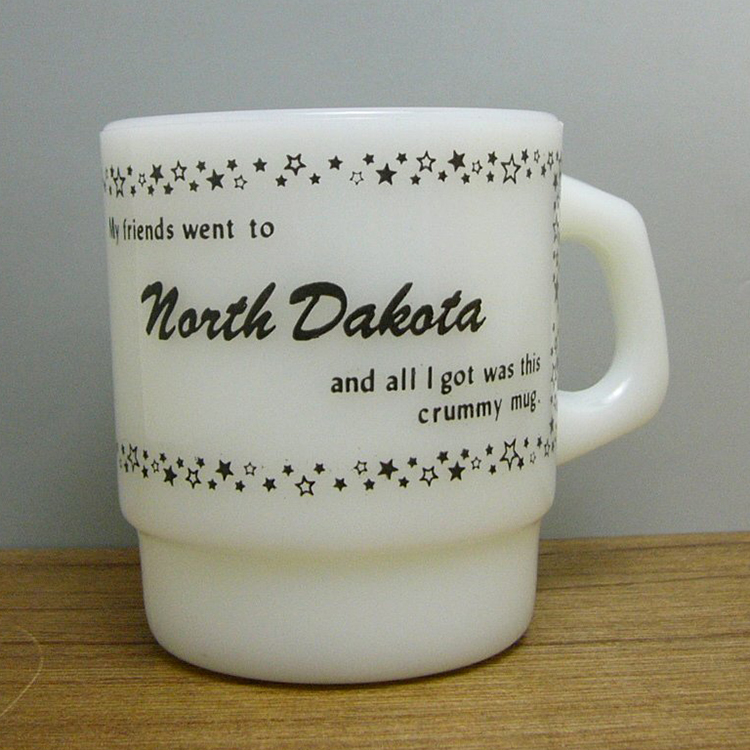 My friends went to
North Dakota
and all I got was this
crummy mug.